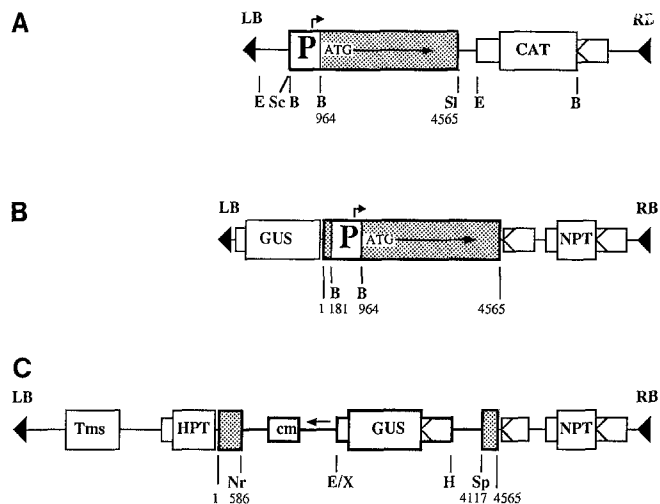 A
LB
P
ATG
CAT
E Sc B
B
964
Sl
4565
E
B
B
LB
RB
GUS
P
ATG
NPT
1
B
181
B
964
4565
C
LB
RB
Tms
HPT
cm
GUS
NPT
1
Nr
586
E/X
H
Sp
4117
4565